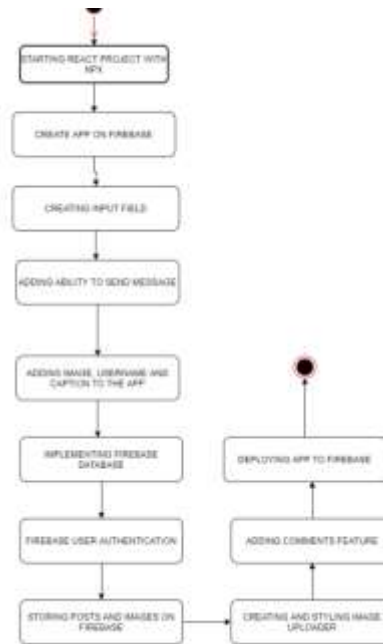 STARTING REACT PROJECT WITH
NPX
CREATE APP ON FIREBASE
CREATING INPUT FIELD
ADDING ABILITY TO SEND MESSAGE
ADDING IMAGE, USERNAME AND
CAPTION TO THE APP
IMPLEMENTING FIREBASE
DATABASE
FIREBASE USER AUTHENTICATION
STORING POSTS AND IMAGES ON
FIREBASE
CREATING AND STYLING IMAGE
UPLOADER
ADDING COMMENTS FEATURE
DEPLOYING APP TO FIREBASE